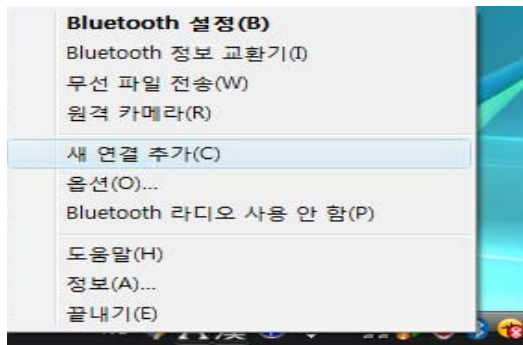 Bluetooth 설정(B)
Bluetooth 정보 교환기(I)
무선 파일 전송(W)
원격 카메라(R)
새 연결 추가(C)
옵션(O)...
Bluetooth 라디오 사용 안 함(P)
도움말(H)
정보(A)...
끝내기(E)